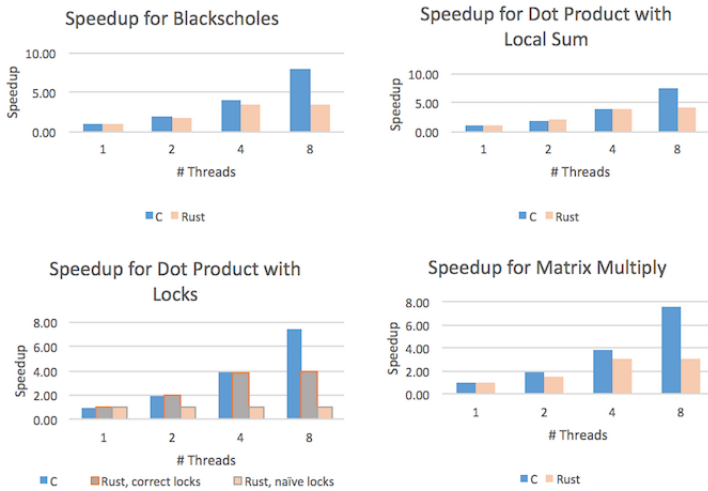 Speedup for Blackscholes
Speedup
10.00
5.00
0.00
1 2 4 8
# Threads
C Rust
Speedup for Dot Product with
Local Sum
Speedup
10.00
5.00
0.00
1 2 4 8
# Threads
C Rust
Speedup for Dot Product with
Locks
Speedup
8.00
6.00
4.00
2.00
0.00
1 2 4 8
# Threads
C Rust, correct locks Rust, naïve locks
Speedup for Matrix Multiply
Speedup
8.00
6.00
4.00
2.00
0.00
1 2 4 8
# Threads
C Rust